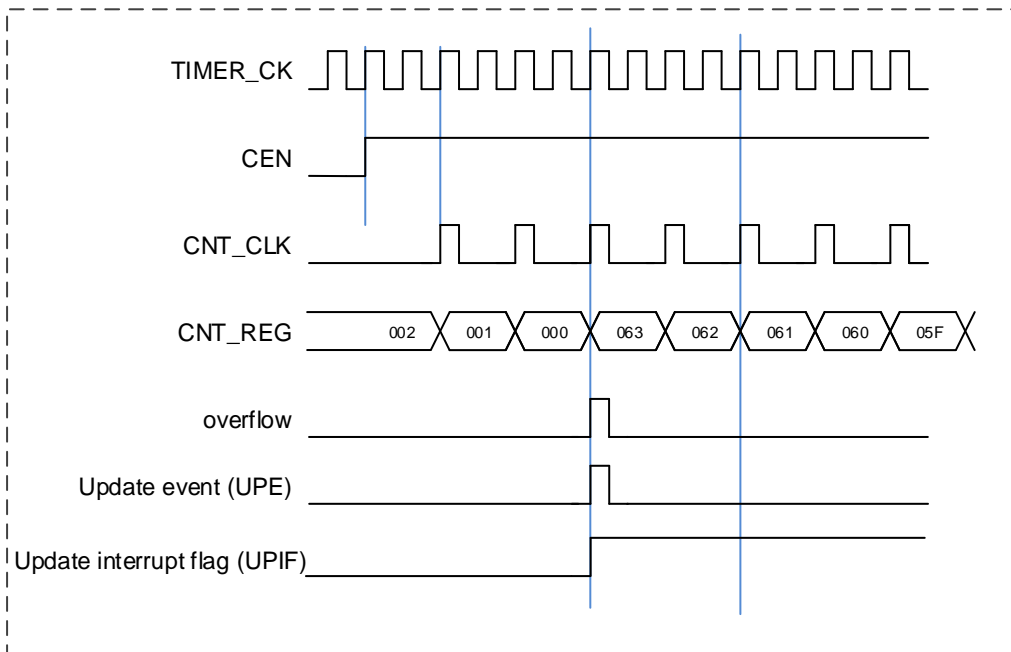 TIMER_CK
CEN
CNT_CLK
CNT_REG 002 001 000 063 062 061 060 05F
overflow
Update event (UPE)
Update interrupt flag (UPIF)